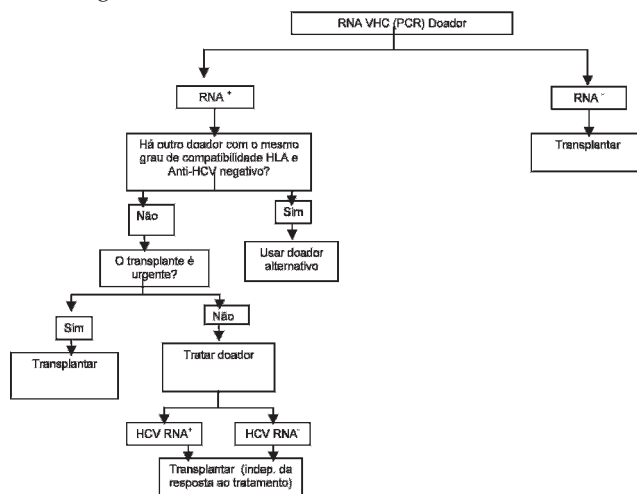 RNA VHC (PCR) Doador
RNA +
RNA -
Há outro doador com o mesmo
grau de compatibilidade HLA e
Anti-HCV negativo?
Transplantar
Não
Sim
O transplante é
urgente?
Usar doador
alternativo
Sim
Não
Transplantar
Tratar doador
HCV RNA+
HCV RNA-
Transplantar (indep. da
resposta ao tratamento)